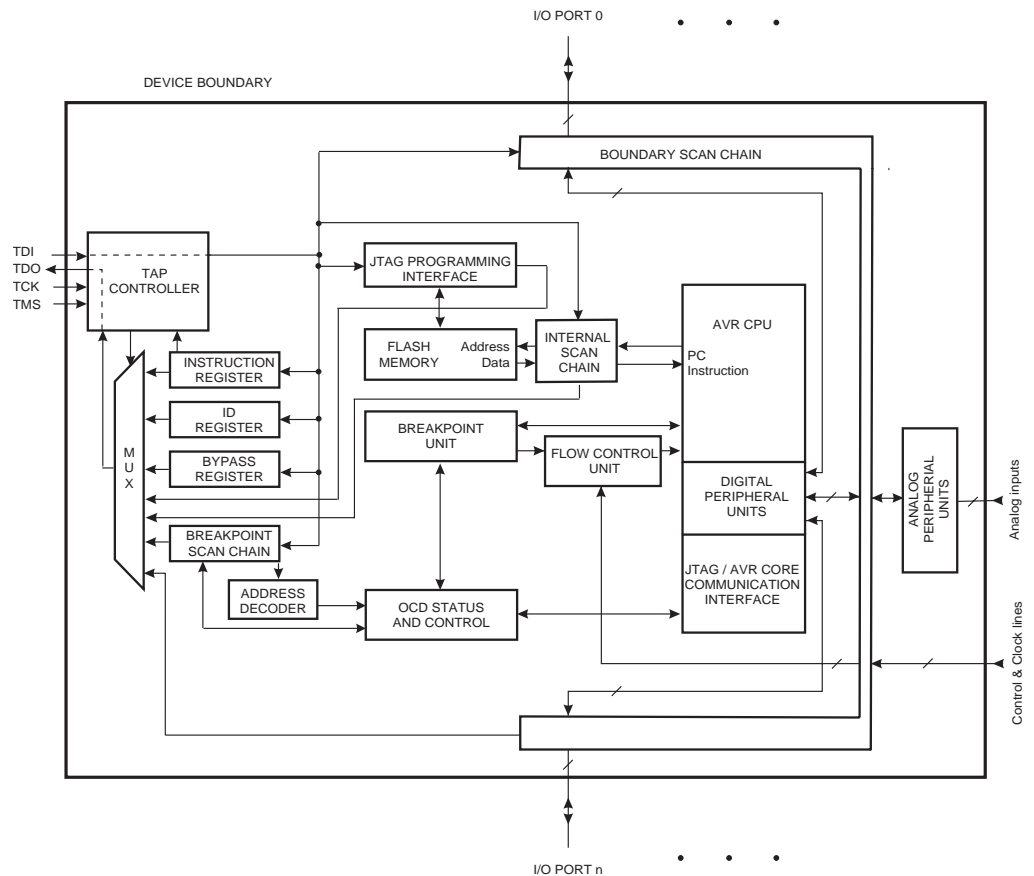 I/O PORT 0
DEVICE BOUNDARY
BOUNDARY SCAN CHAIN
TDI
TDO
TCK
TMS
TAP
CONTROLLER
JTAG PROGRAMMING
INTERFACE
AVR CPU
FLASH
MEMORY
Address
Data
INTERNAL
SCAN
CHAIN
PC
Instruction
INSTRUCTION
REGISTER
ID
REGISTER
BYPASS
REGISTER
MUX
BREAKPOINT
UNIT
FLOW CONTROL
UNIT
DIGITAL
PERIPHERAL
UNITS
ANALOG
PERIPHERIAL
UNITS
Analog inputs
BREAKPOINT
SCAN CHAIN
ADDRESS
DECODER
OCD STATUS
AND CONTROL
JTAG / AVR CORE
COMMUNICATION
INTERFACE
Control & Clock lines
I/O PORT n